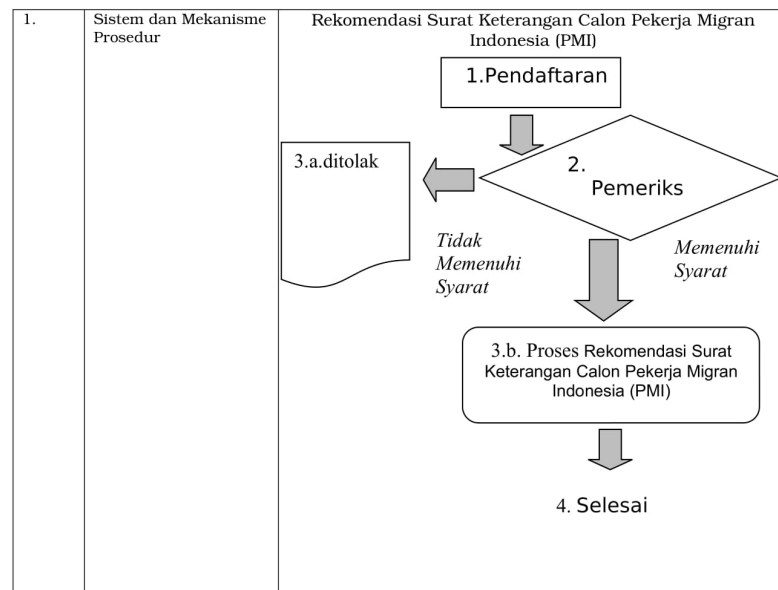 1.
Sistem dan Mekanisme
Prosedur
Rekomendasi Surat Keterangan Calon Pekerja Migran
Indonesia (PMI)
1.Pendaftaran
2.
Pemeriks
3.a.ditolak
Tidak
Memenuhi
Syarat
Memenuhi
Syarat
3.b. Proses Rekomendasi Surat
Keterangan Calon Pekerja Migran
Indonesia (PMI)
4. Selesai